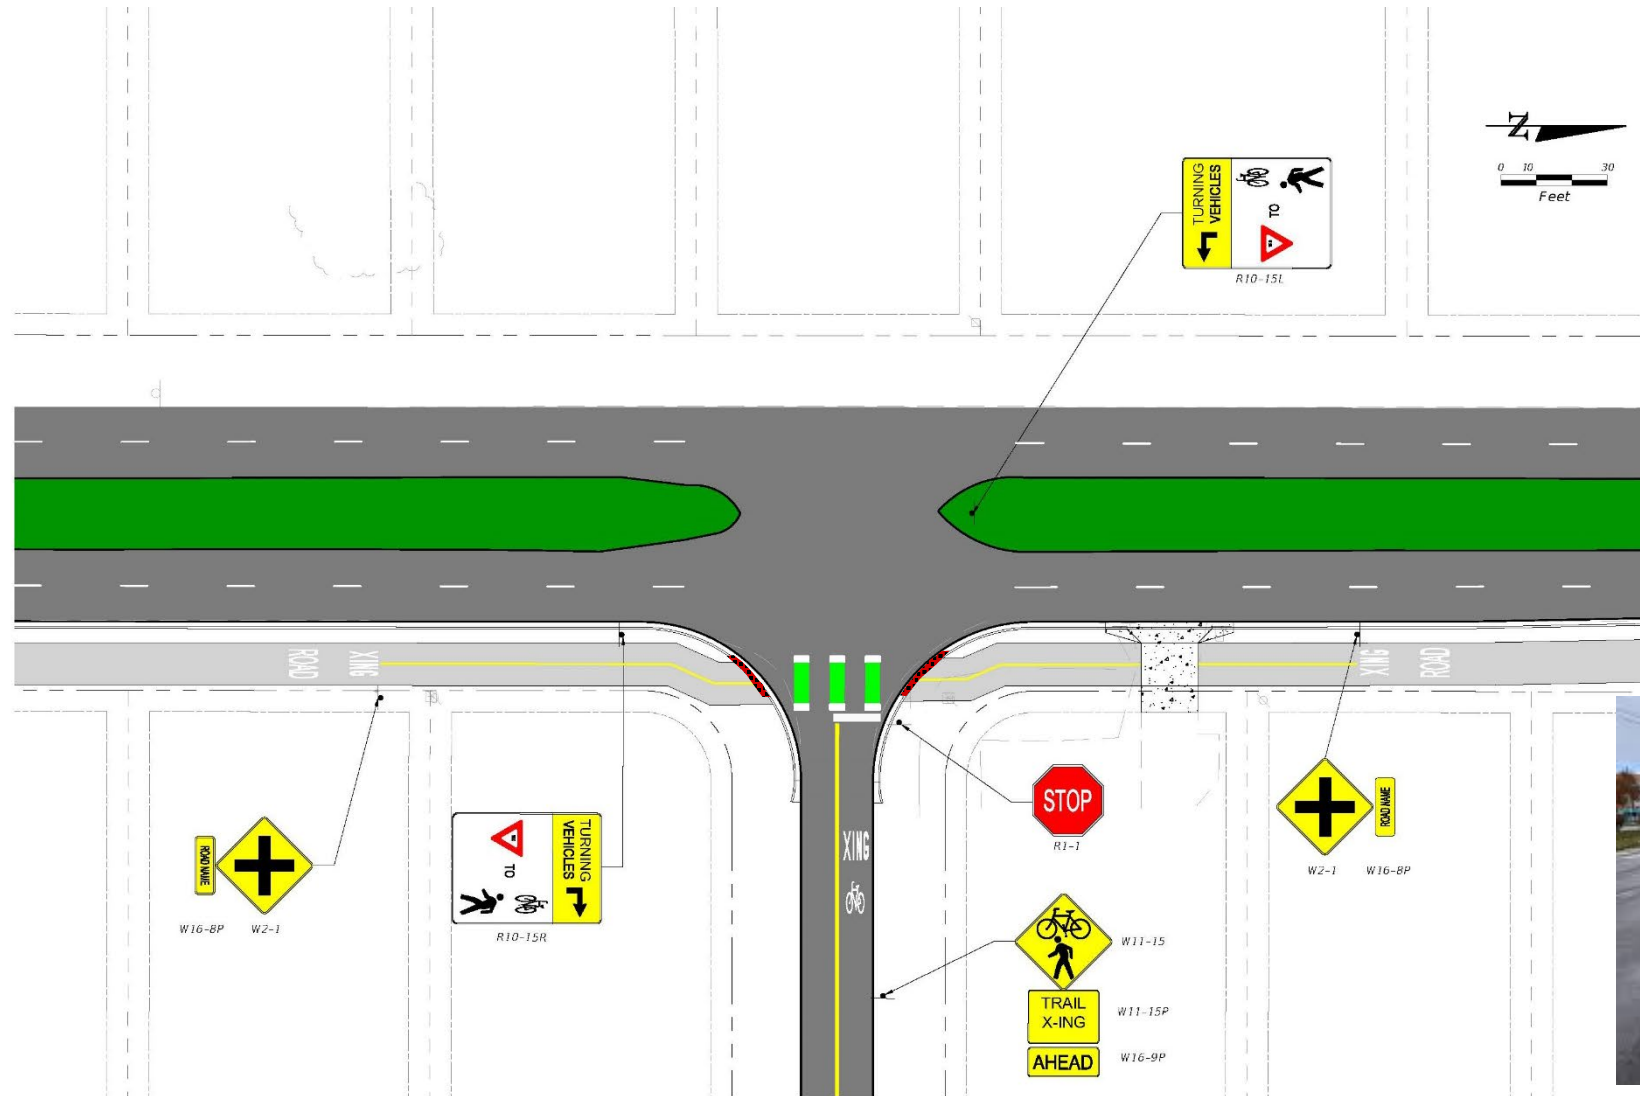 N
0 10 30
Feet
TURNING
VEHICLES
TO
R10-15L
XING
ROAD
XING
ROAD
STOP
R1-1
ROAD NAME
W16-8P W2-1
TURNING
VEHICLES
TO
R10-15R
XING
ROAD NAME
W2-1 W16-8P
W11-15
TRAIL
X-ING
W11-15P
AHEAD
W16-9P